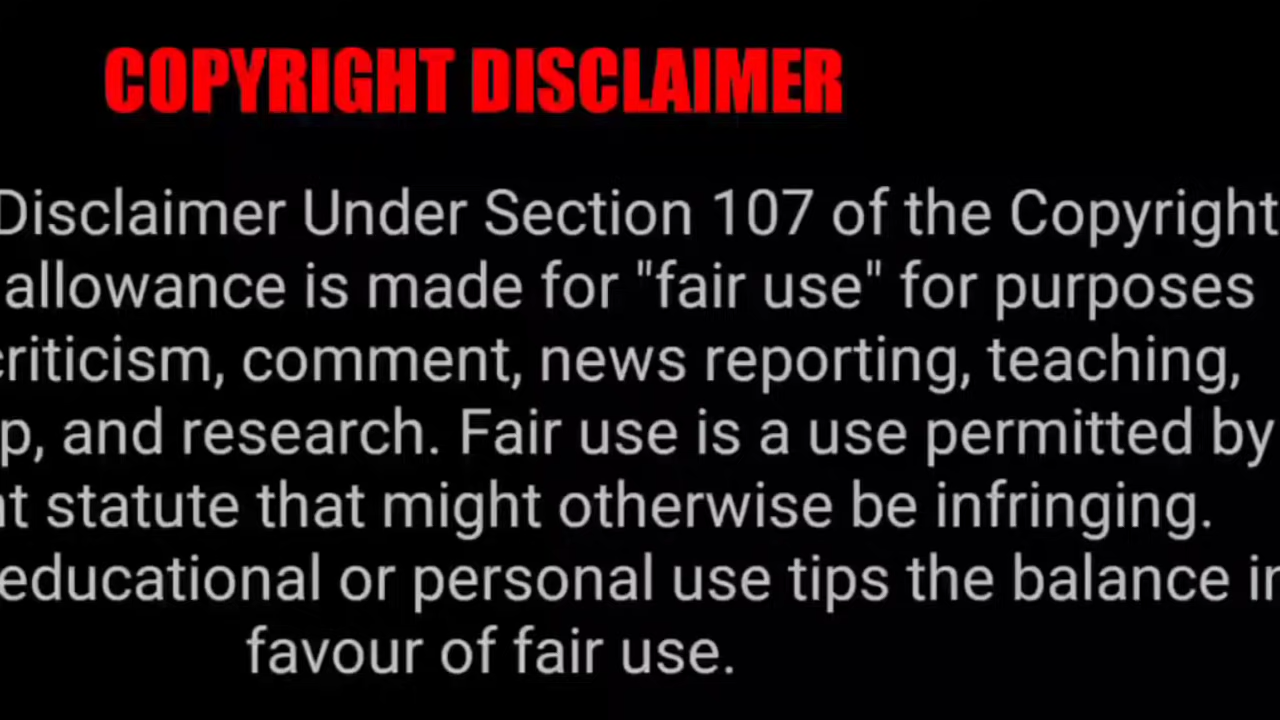 COPYRIGHT DISCLAIMER
Disclaimer Under Section 107 of the Copyright
allowance is made for "fair use" for purposes
criticism, comment, news reporting, teaching,
p, and research. Fair use is a use permitted by
nt statute that might otherwise be infringing.
educational or personal use tips the balance in
favour of fair use.